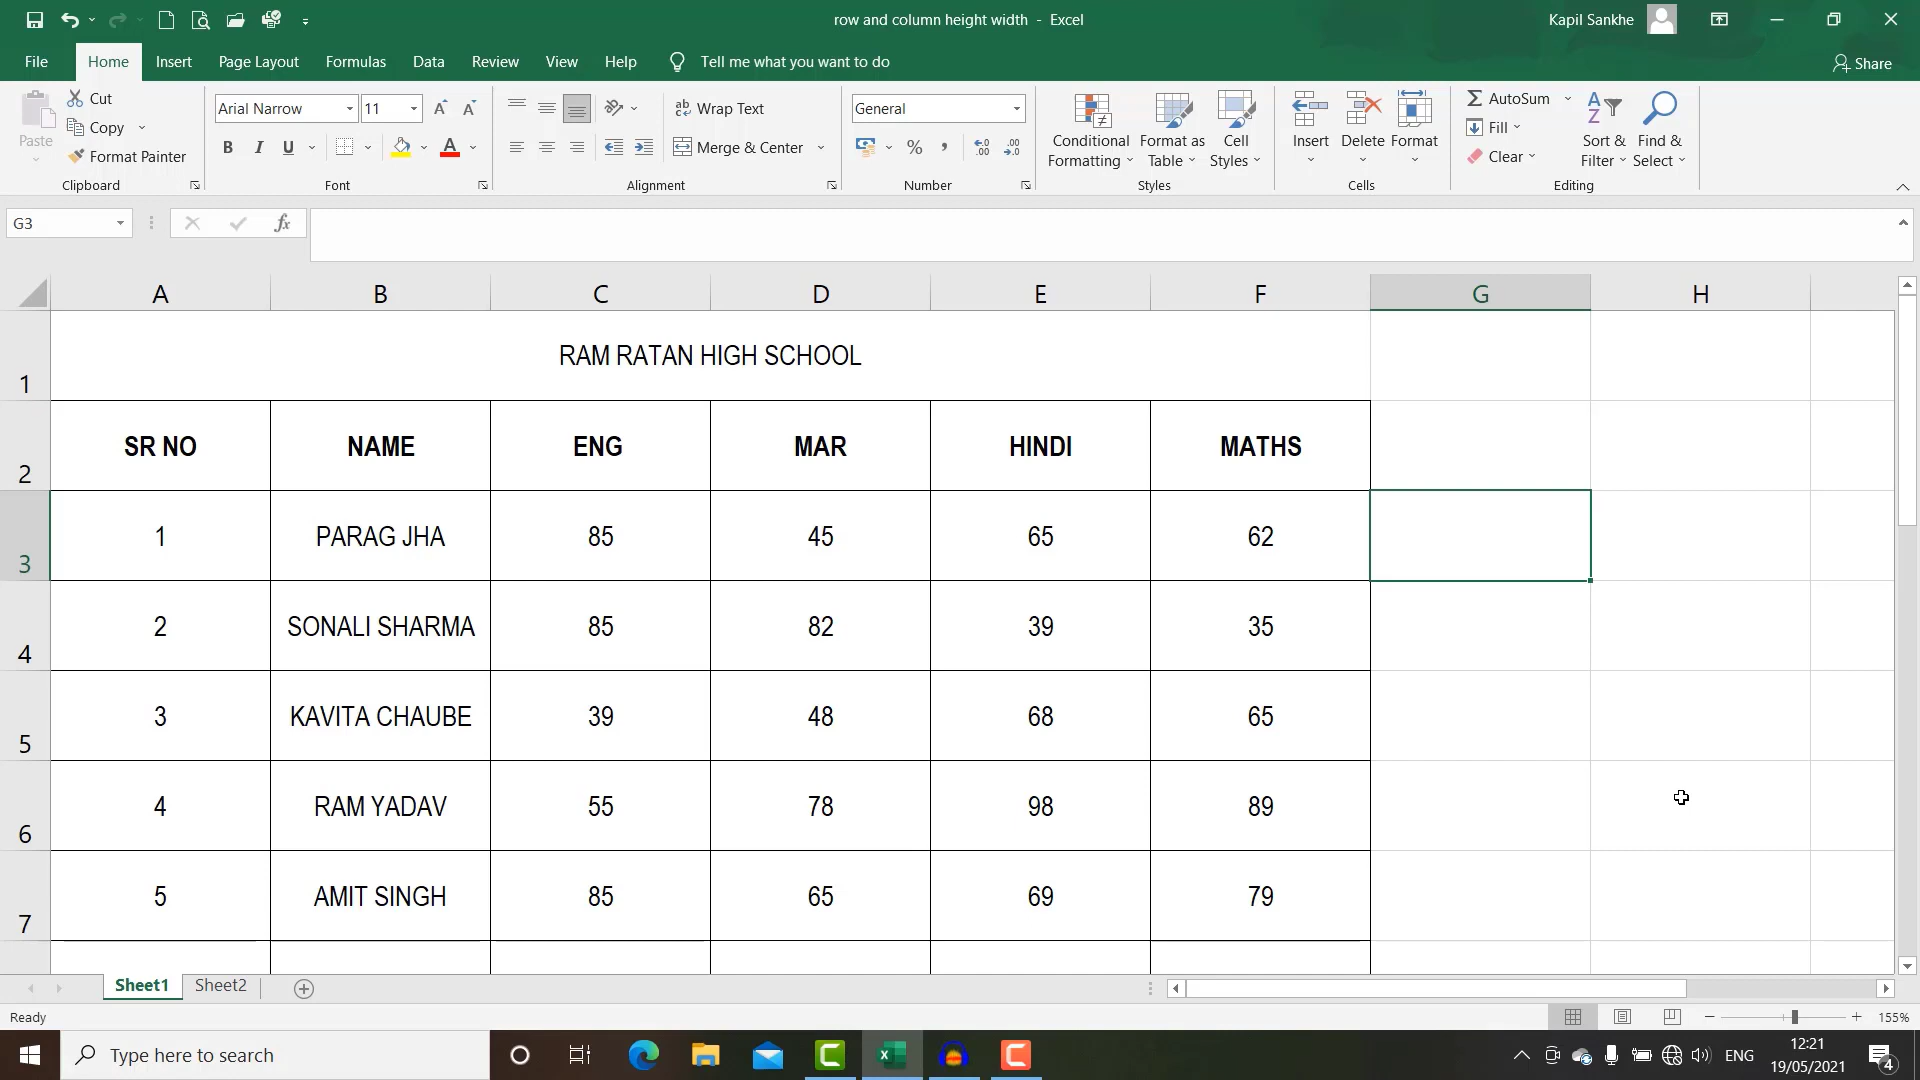 row and column height width - Excel
Kapil Sankhe
File Home Insert Page Layout Formulas Data Review View Help Tell me what you want to do Share
Paste
Cut
Copy
Format Painter
Clipboard
Arial Narrow 11
A A
B I U A
Font
ab Wrap Text
Merge & Center
Alignment
General
% ,
Number
Conditional Formatting
Format as Table
Cell Styles
Styles
Insert Delete Format
Cells
AutoSum
Fill
Clear
Sort & Filter
Find & Select
Editing
G3 fx
A B C D E F G H
1 RAM RATAN HIGH SCHOOL
2 SR NO NAME ENG MAR HINDI MATHS
3 1 PARAG JHA 85 45 65 62
4 2 SONALI SHARMA 85 82 39 35
5 3 KAVITA CHAUBE 39 48 68 65
6 4 RAM YADAV 55 78 98 89
7 5 AMIT SINGH 85 65 69 79
Sheet1 Sheet2
Ready 155%
Type here to search
ENG
12:21
19/05/2021
4